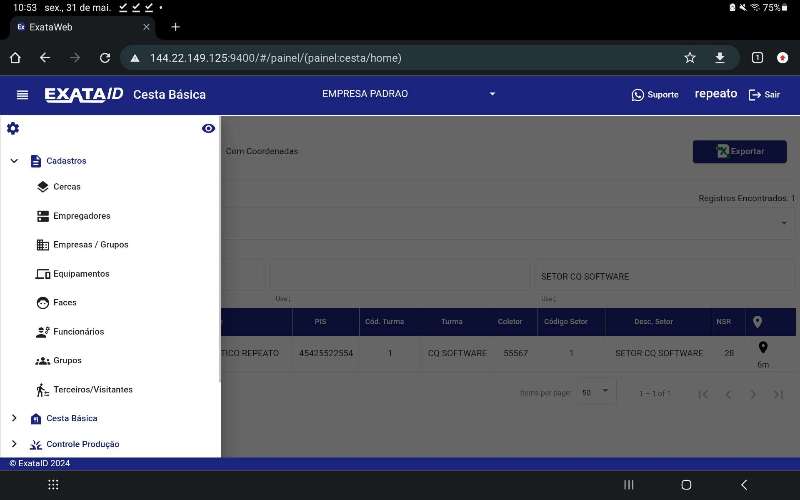 10:53 sex., 31 de mai.
75%
ExataWeb
144.22.149.125:9400/#/painel/(painel:cesta/home)
1
EXATAID Cesta Básica
EMPRESA PADRAO
Suporte
repeato
Sair
Com Coordenadas
Exportar
Cadastros
Cercas
Empregadores
Empresas / Grupos
Equipamentos
Faces
Funcionários
Grupos
Terceiros/Visitantes
Cesta Básica
Controle Produção
Registros Encontrados: 1
SETOR CQ SOFTWARE
Use ;
Use ;
PIS Cód. Turma Turma Coletor Código Setor Desc. Setor NSR
TICO REPEATO 45425522554 1 CQ SOFTWARE 55567 1 SETOR CQ SOFTWARE 28
6m
Items per page: 50 1 – 1 of 1
© ExataID 2024